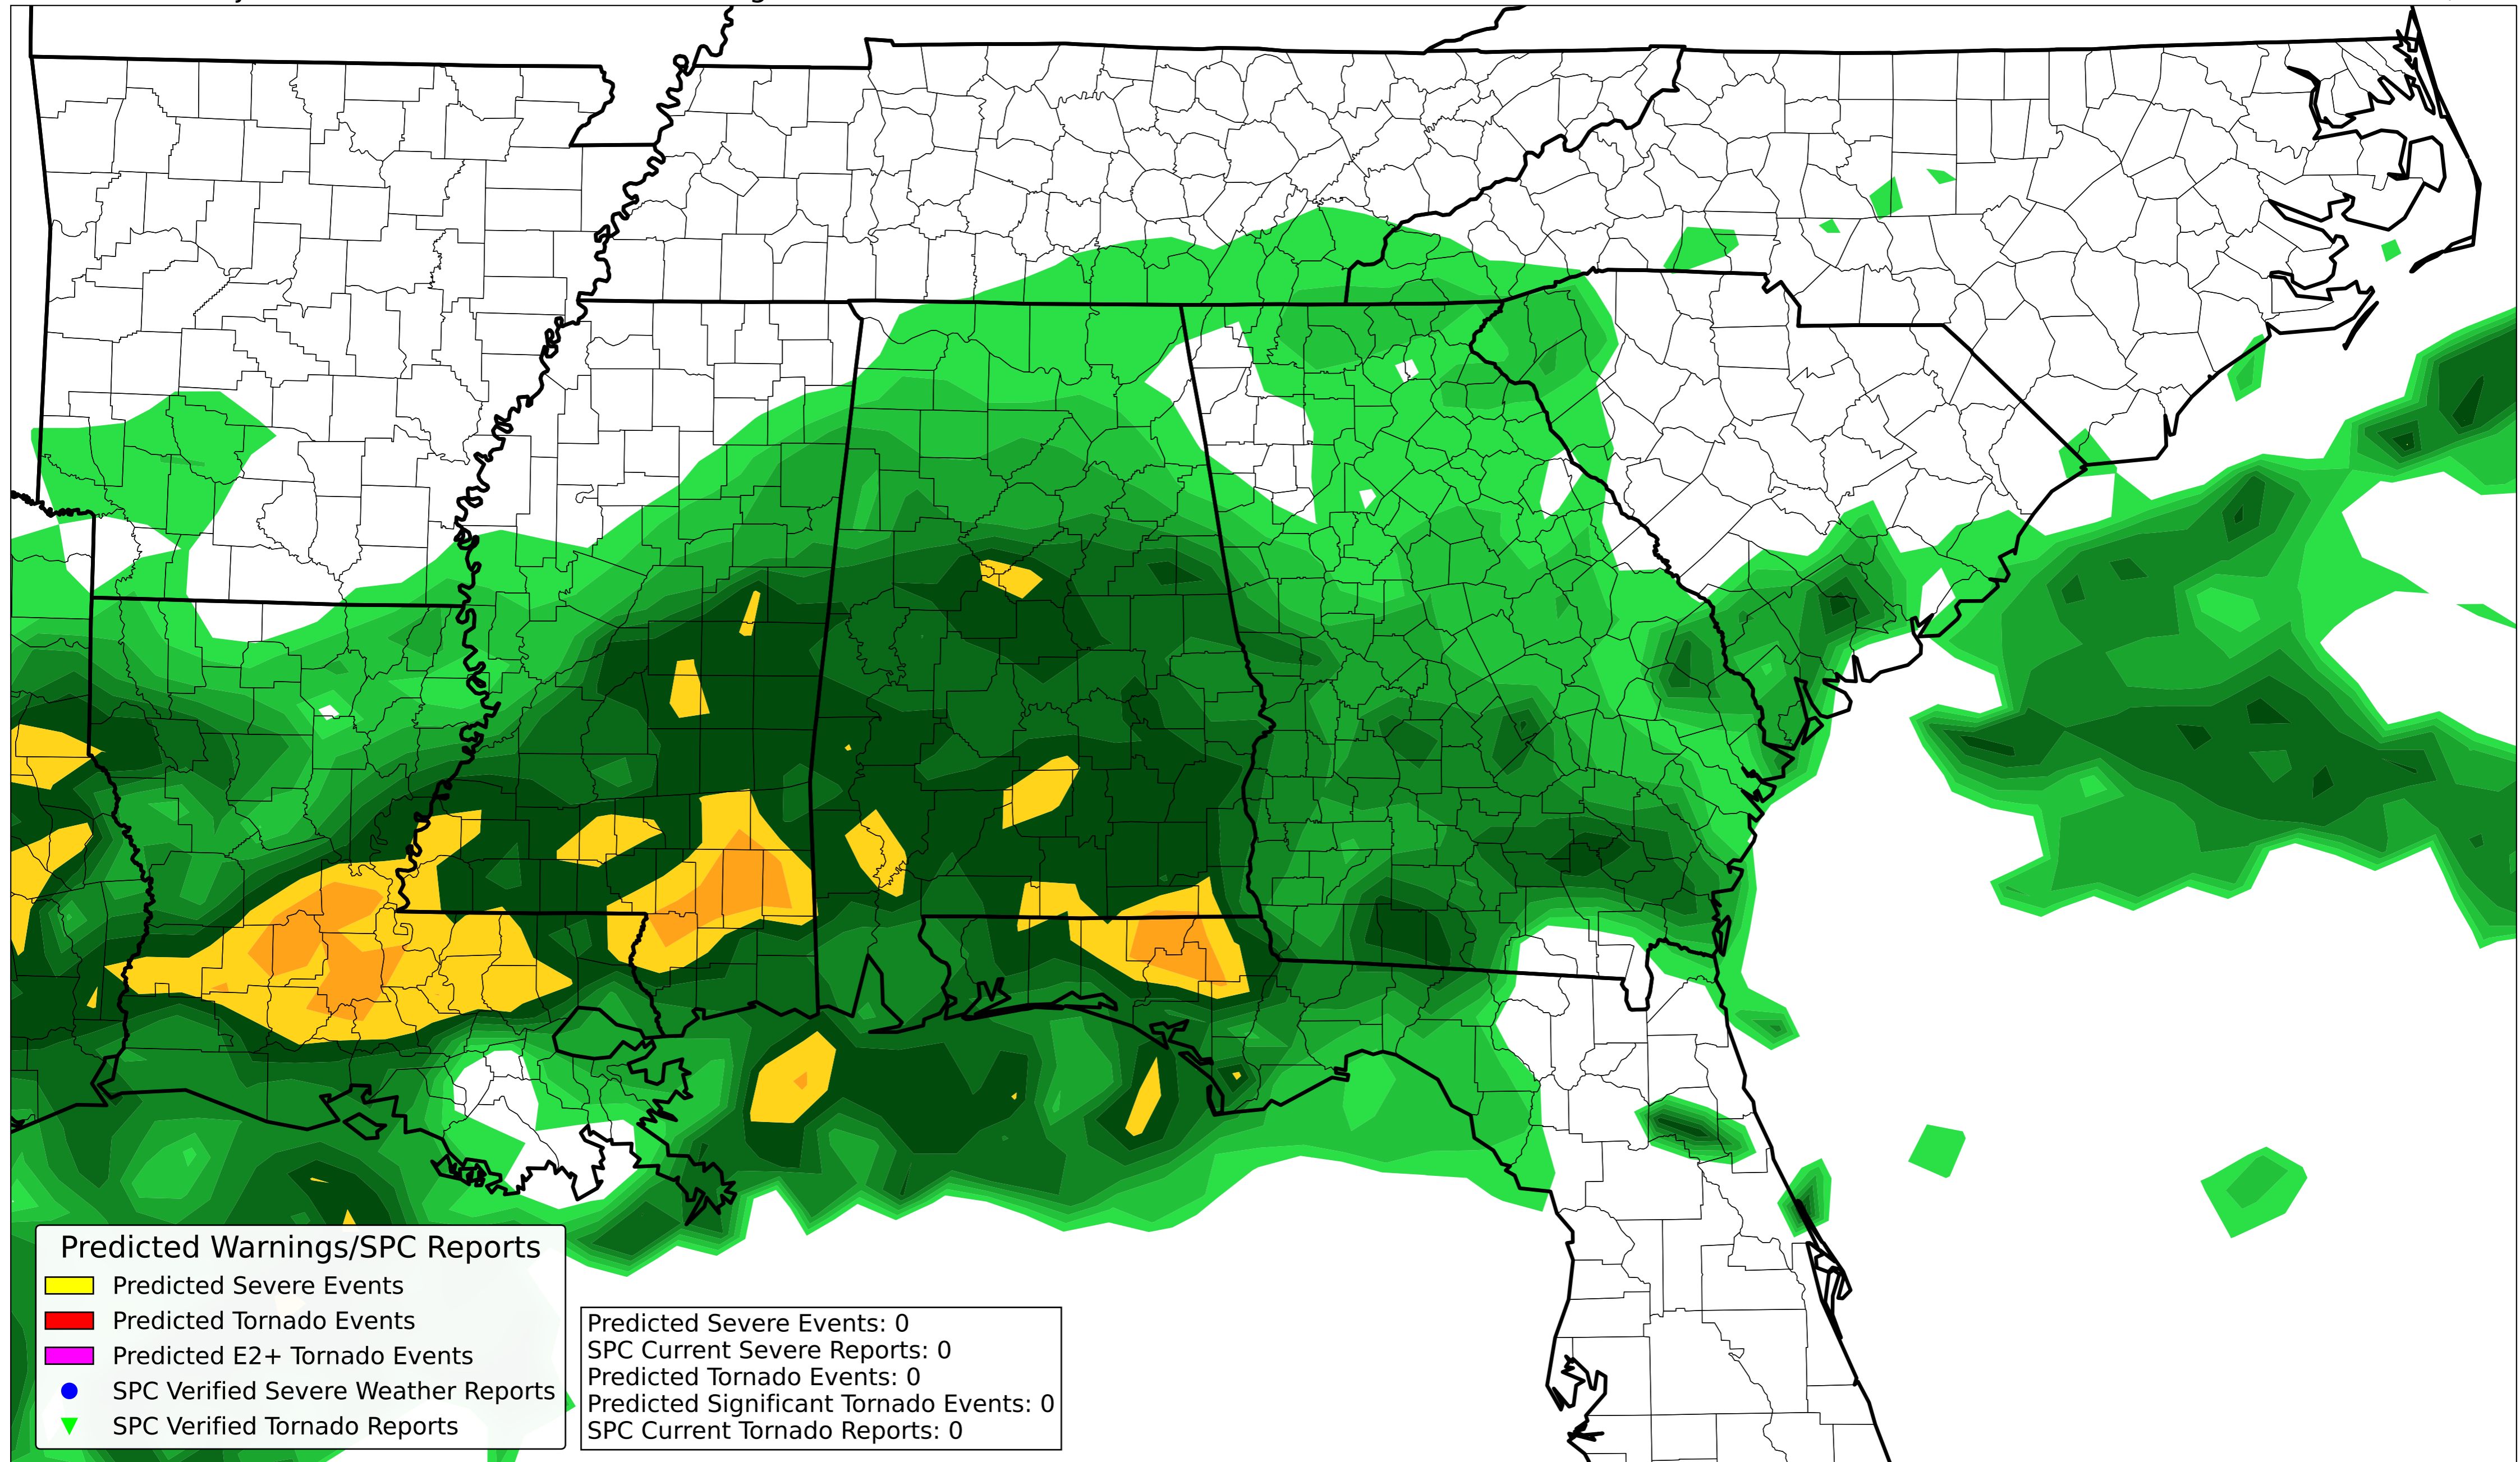 Predicted Warnings/SPC Reports
Predicted Severe Events
Predicted Tornado Events
Predicted E2+ Tornado Events
SPC Verified Severe Weather Reports
SPC Verified Tornado Reports
Predicted Severe Events: 0
SPC Current Severe Reports: 0
Predicted Tornado Events: 0
Predicted Significant Tornado Events: 0
SPC Current Tornado Reports: 0